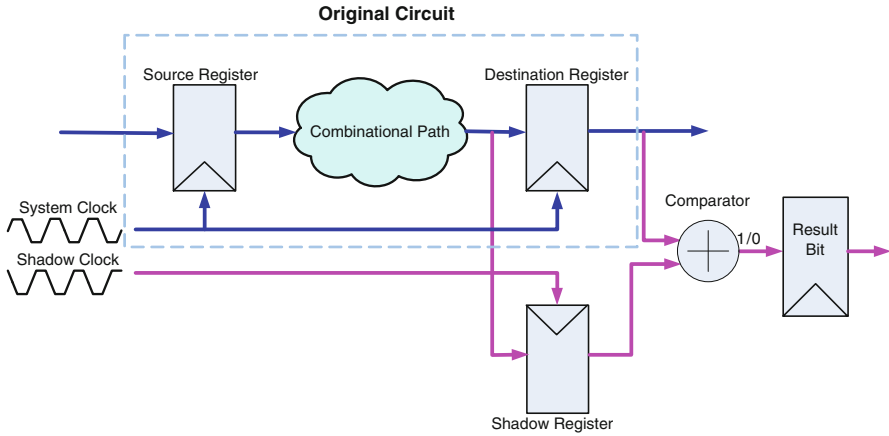 Original Circuit
Source Register
Destination Register
Combinational Path
System Clock
Shadow Clock
Comparator
1/0
Result
Bit
Shadow Register